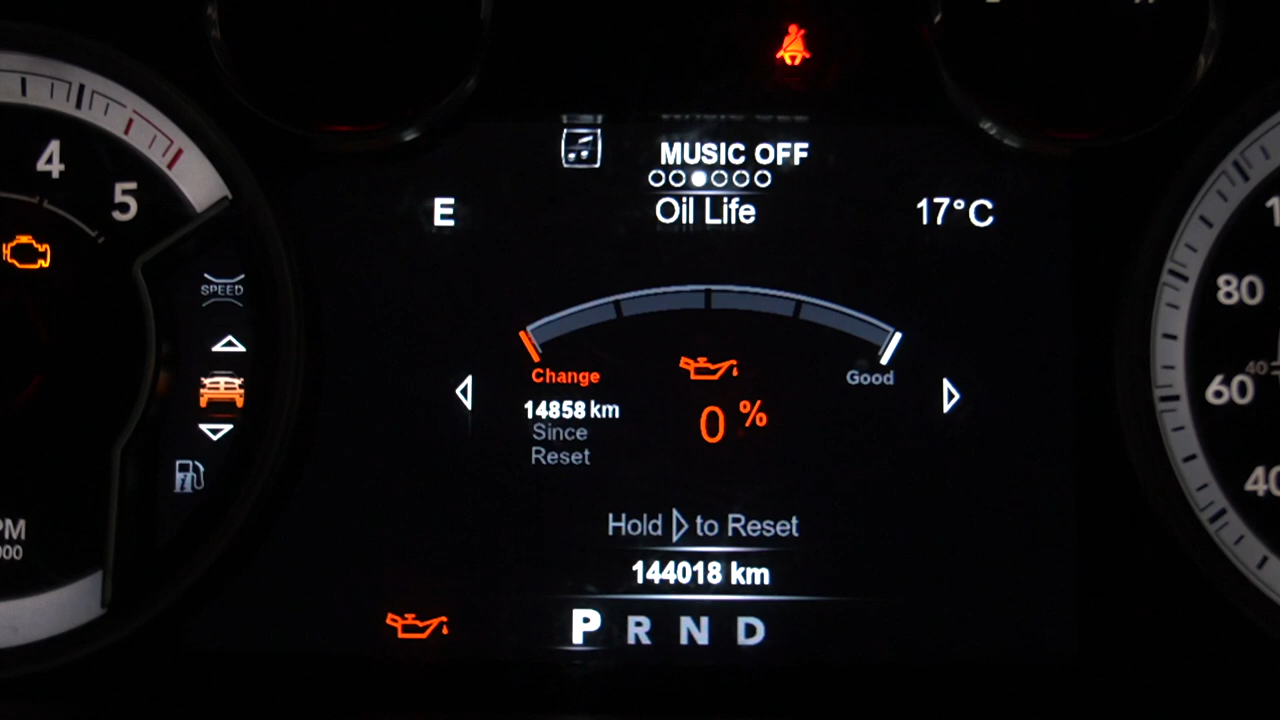 MUSIC OFF
E
Oil Life
17°C
4
5
SPEED
Change
Good
14858 km
0 %
Since
Reset
Hold ▷ to Reset
144018 km
P R N D
80
60
40
40